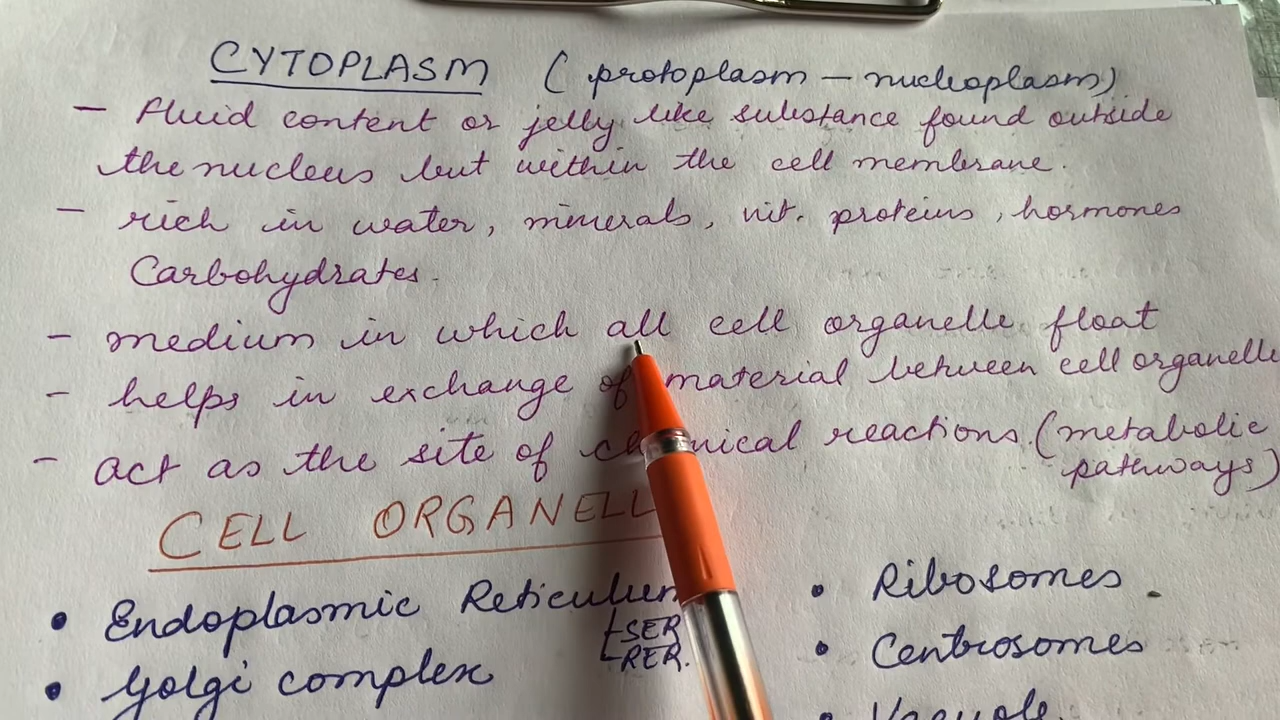 CYTOPLASM (protoplasm – nucleoplasm)
– Fluid content or jelly like substance found outside
the nucleus but within the cell membrane.
– rich in water, minerals, vit. proteins, hormones
Carbohydrates.
– medium in which all cell organelle float
– helps in exchange of material between cell organelle
– act as the site of chemical reactions. (metabolic
pathways)
CELL ORGANELL
• Endoplasmic Reticulum
SER
RER.
• Golgi complex
• Ribosomes
• Centrosomes
• Vacuole